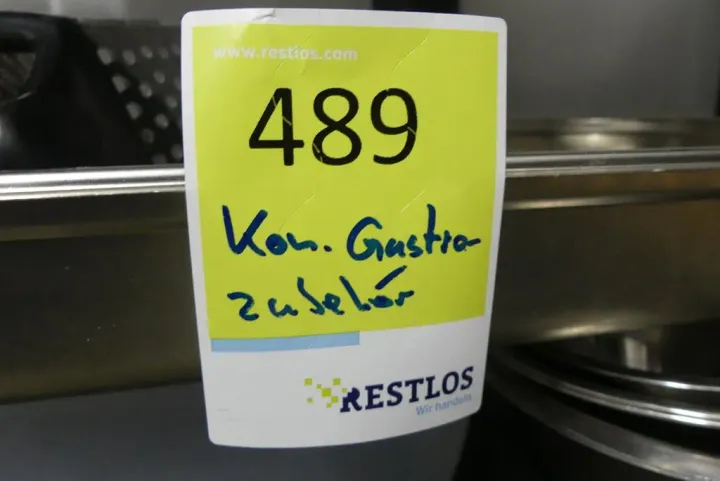 www.restlos.com
489
Kon. Gastro-
zubehör
RESTLOS
Wir handeln